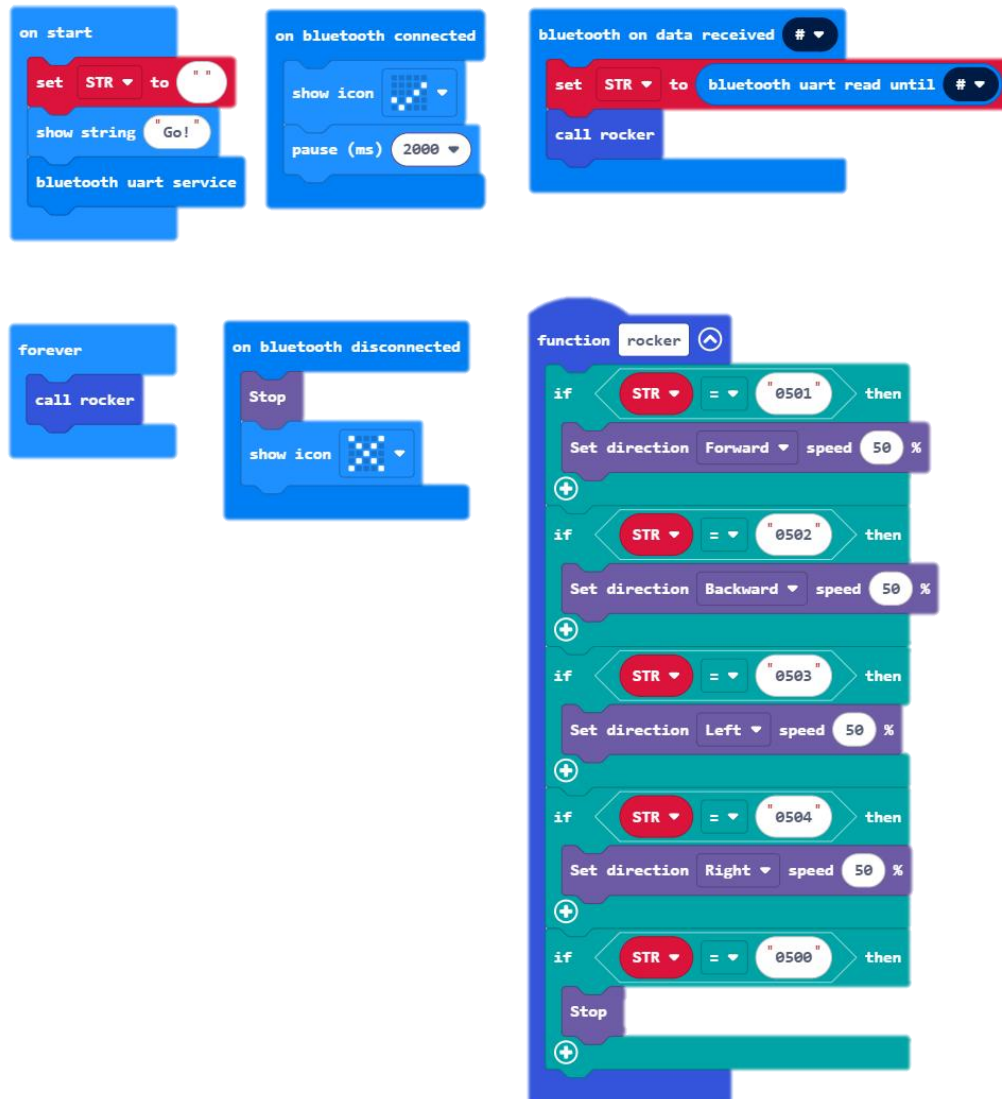 on start
set STR to " "
show string "Go!"
bluetooth uart service
on bluetooth connected
show icon
pause (ms) 2000
bluetooth on data received #
set STR to bluetooth uart read until #
call rocker
forever
call rocker
on bluetooth disconnected
Stop
show icon
function rocker
if STR = "0501" then
Set direction Forward speed 50 %
if STR = "0502" then
Set direction Backward speed 50 %
if STR = "0503" then
Set direction Left speed 50 %
if STR = "0504" then
Set direction Right speed 50 %
if STR = "0500" then
Stop